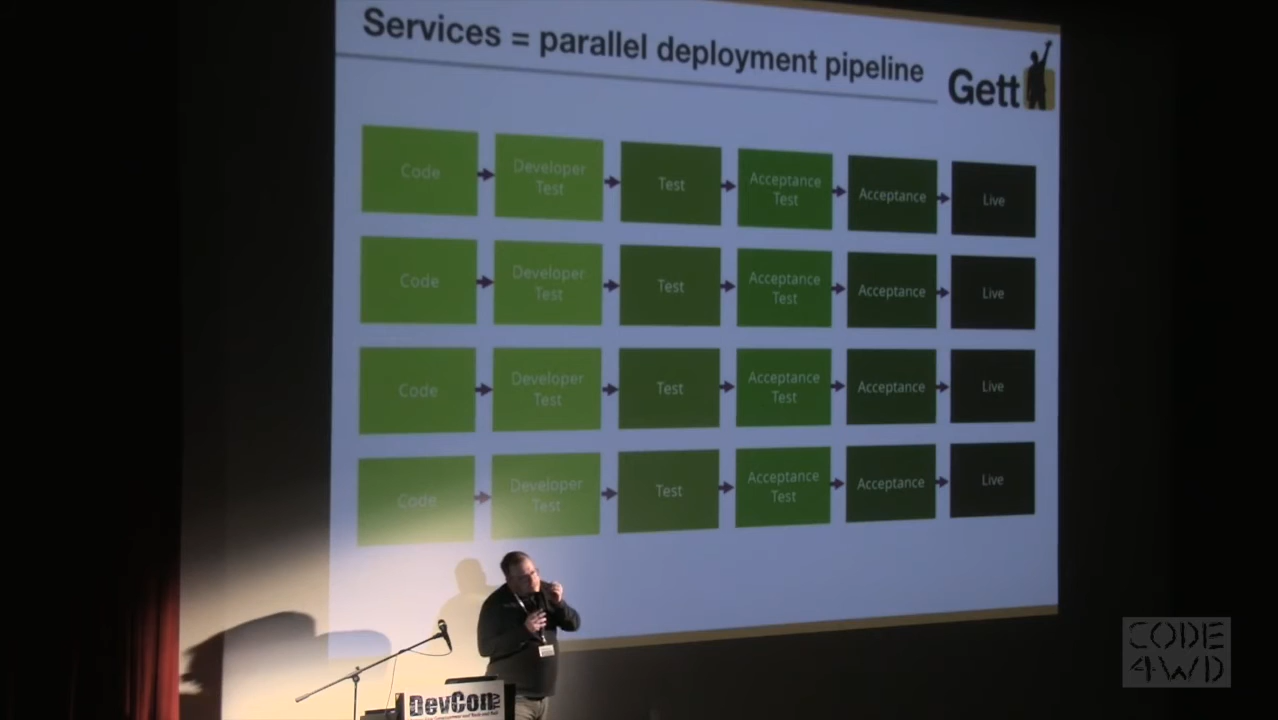 Services = parallel deployment pipeline
Gett
Code
Developer
Test
Test
Acceptance
Test
Acceptance
Live
Code
Developer
Test
Test
Acceptance
Test
Acceptance
Live
Code
Developer
Test
Test
Acceptance
Test
Acceptance
Live
Code
Developer
Test
Test
Acceptance
Test
Acceptance
Live
DevCon
TLV
CODE
4WD